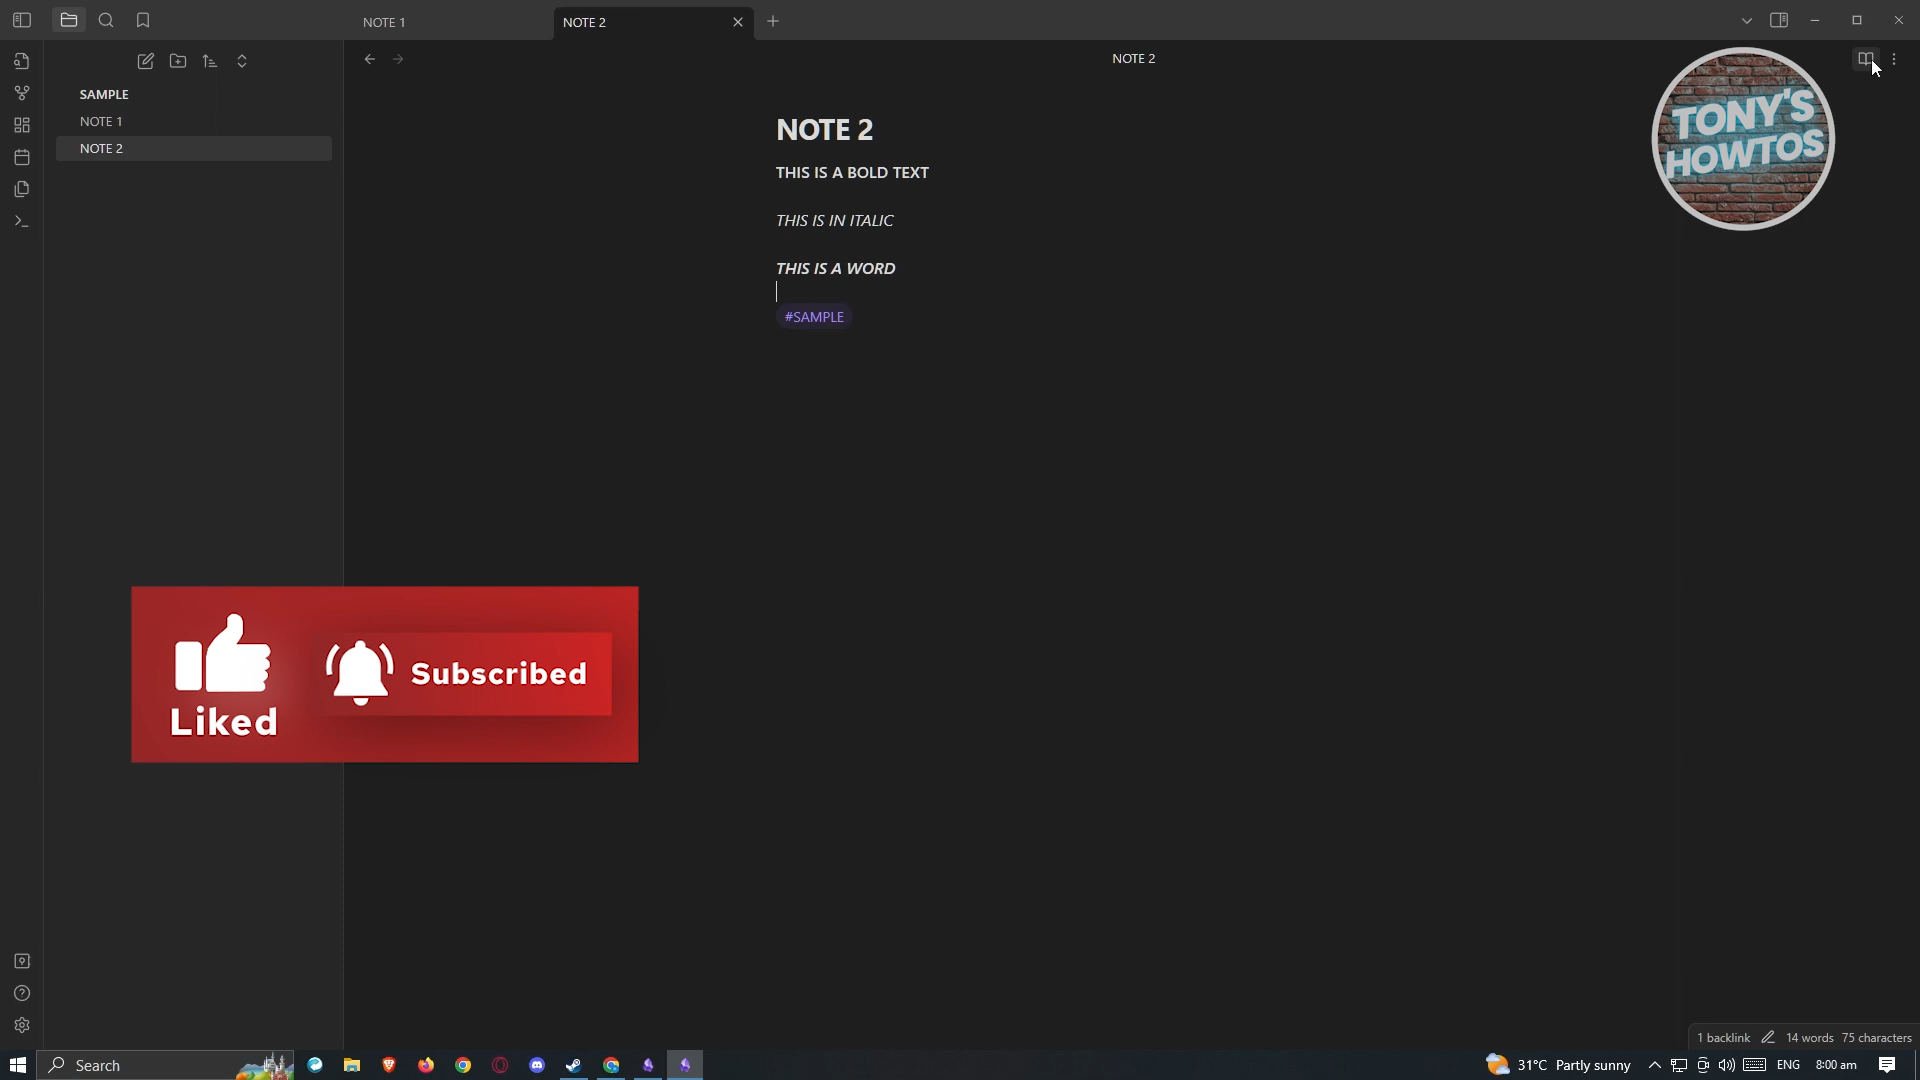 NOTE 1
NOTE 2
SAMPLE
NOTE 1
NOTE 2
NOTE 2
NOTE 2
THIS IS A BOLD TEXT
THIS IS IN ITALIC
THIS IS A WORD
#SAMPLE
TONY'S
HOWTOS
Liked
Subscribed
1 backlink 14 words 75 characters
Search
31°C Partly sunny
ENG
8:00 am